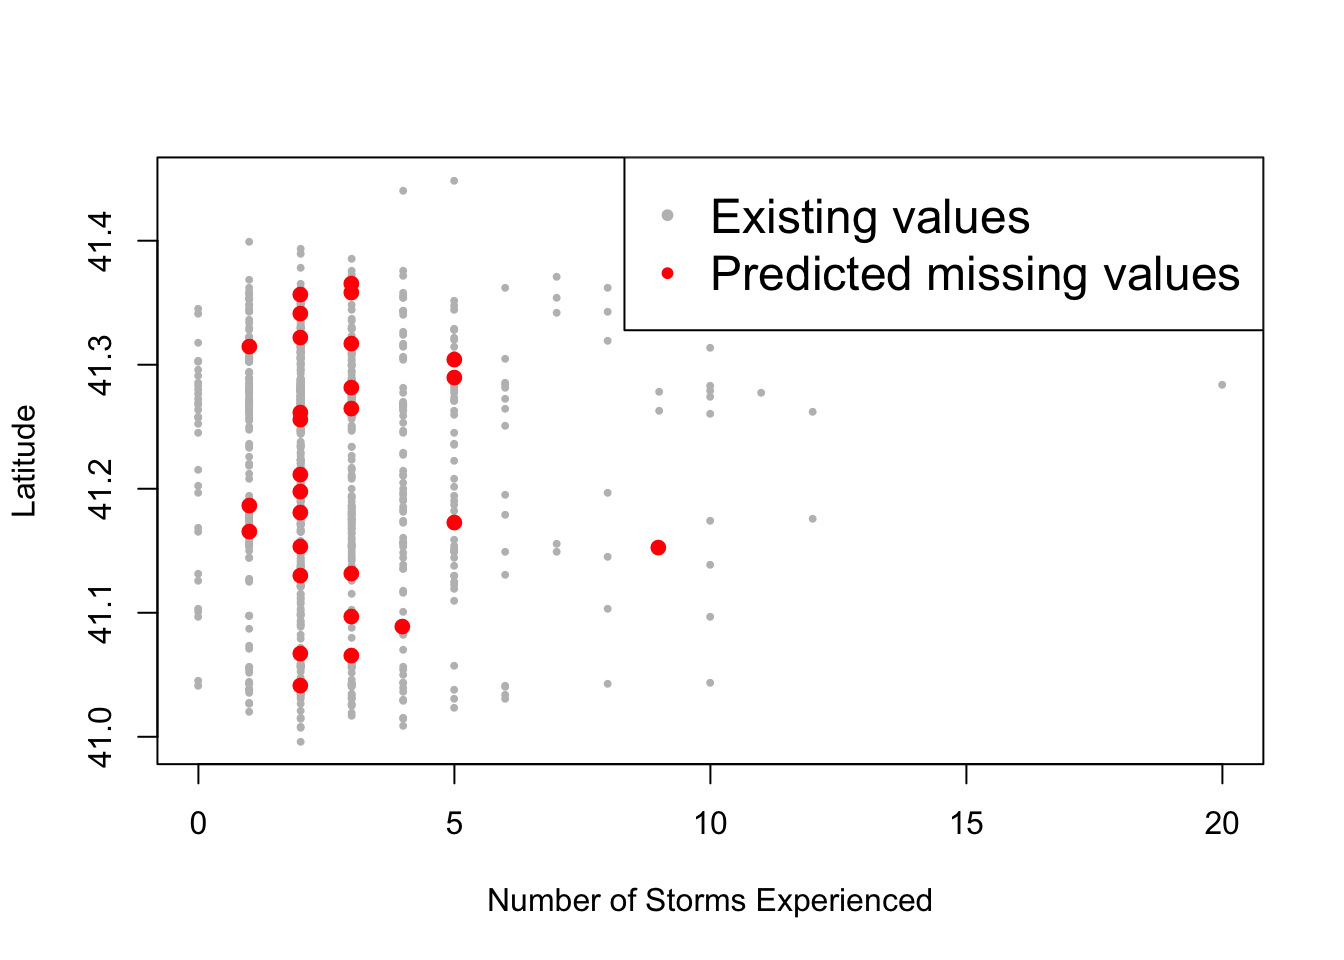 Existing values
Predicted missing values
41.4
41.3
41.2
41.1
41.0
Latitude
0 5 10 15 20
Number of Storms Experienced